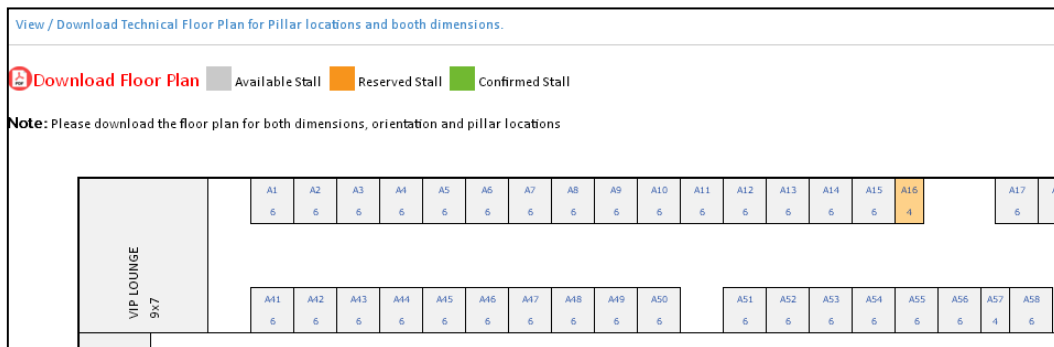 View / Download Technical Floor Plan for Pillar locations and booth dimensions.
Download Floor Plan Available Stall Reserved Stall Confirmed Stall
Note: Please download the floor plan for both dimensions, orientation and pillar locations
A1 A2 A3 A4 A5 A6 A7 A8 A9 A10 A11 A12 A13 A14 A15 A16 A17
6 6 6 6 6 6 6 6 6 6 6 6 6 6 6 4 6
VIP LOUNGE
9x7
A41 A42 A43 A44 A45 A46 A47 A48 A49 A50 A51 A52 A53 A54 A55 A56 A57 A58
6 6 6 6 6 6 6 6 6 6 6 6 6 6 6 6 4 6